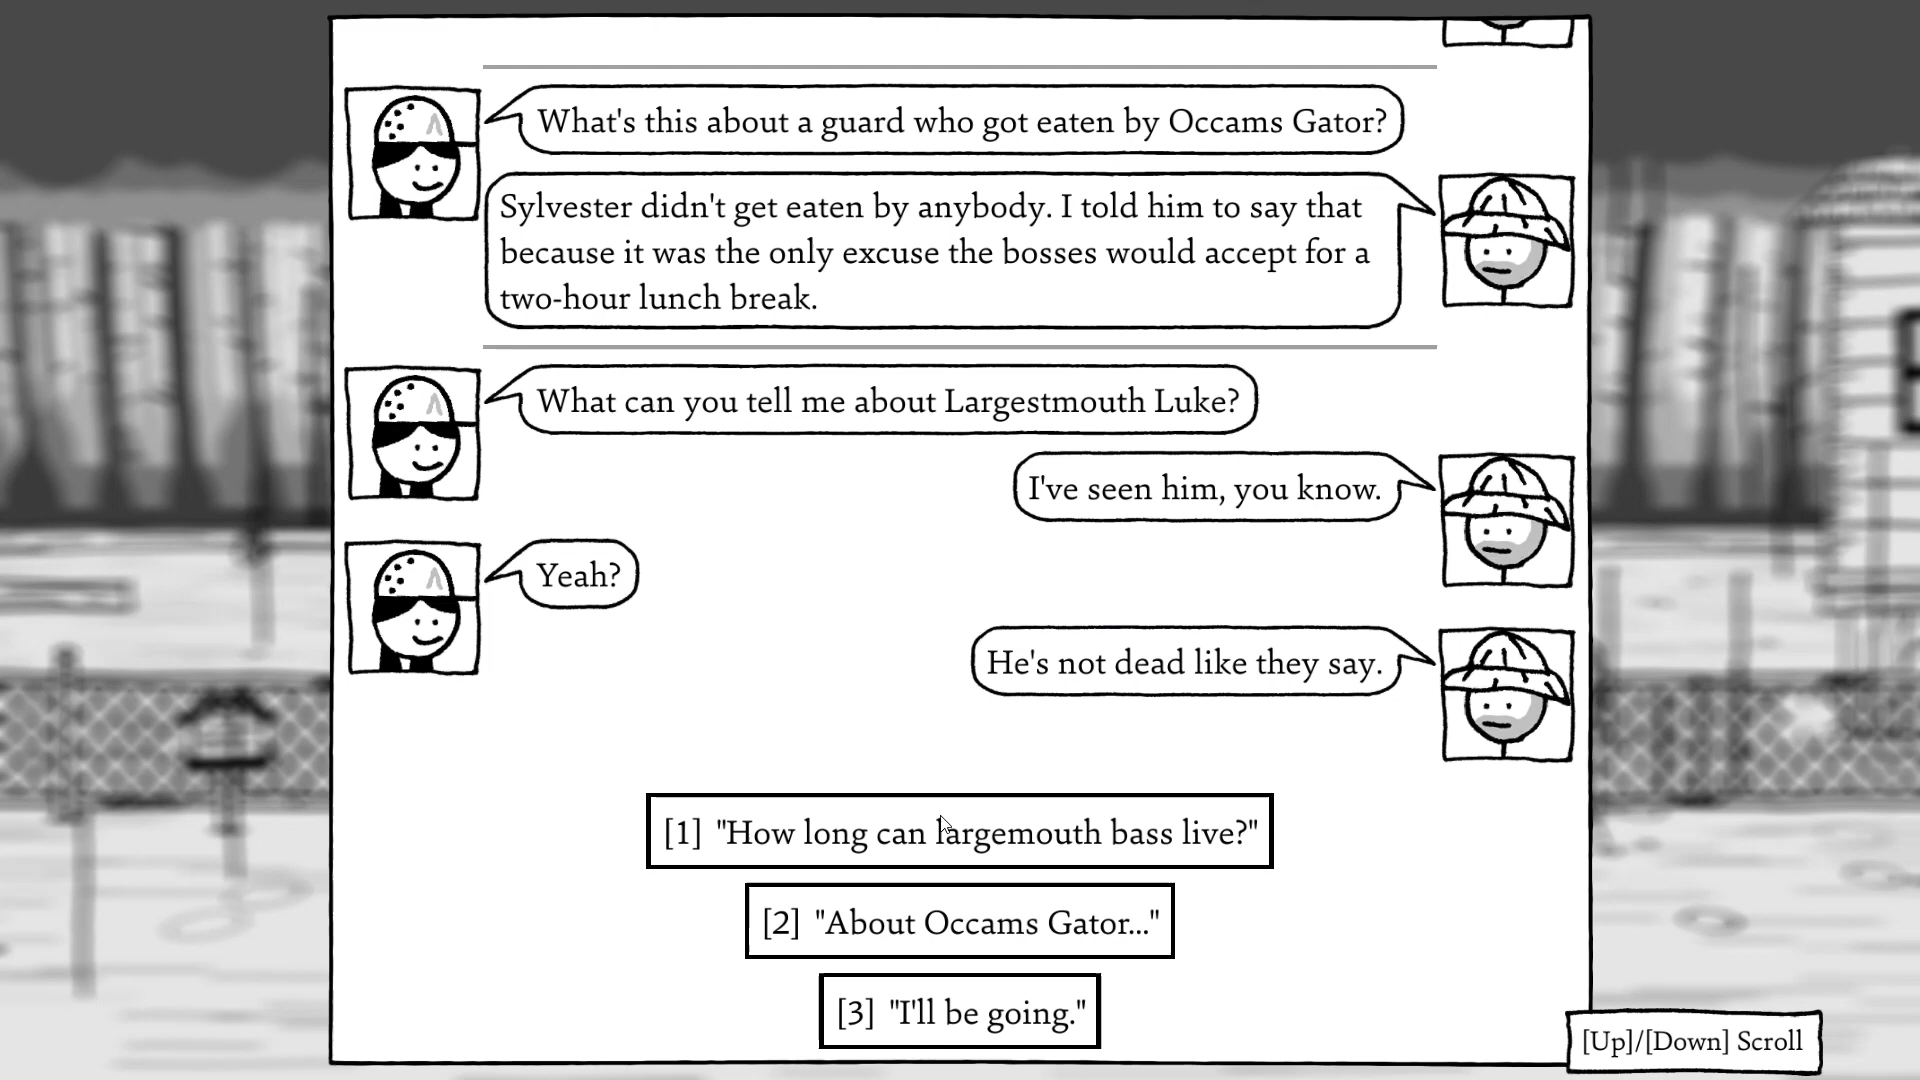 What's this about a guard who got eaten by Occams Gator?
Sylvester didn't get eaten by anybody. I told him to say that
because it was the only excuse the bosses would accept for a
two-hour lunch break.
What can you tell me about Largestmouth Luke?
I've seen him, you know.
Yeah?
He's not dead like they say.
[1] "How long can largemouth bass live?"
[2] "About Occams Gator..."
[3] "I'll be going."
[Up]/[Down] Scroll